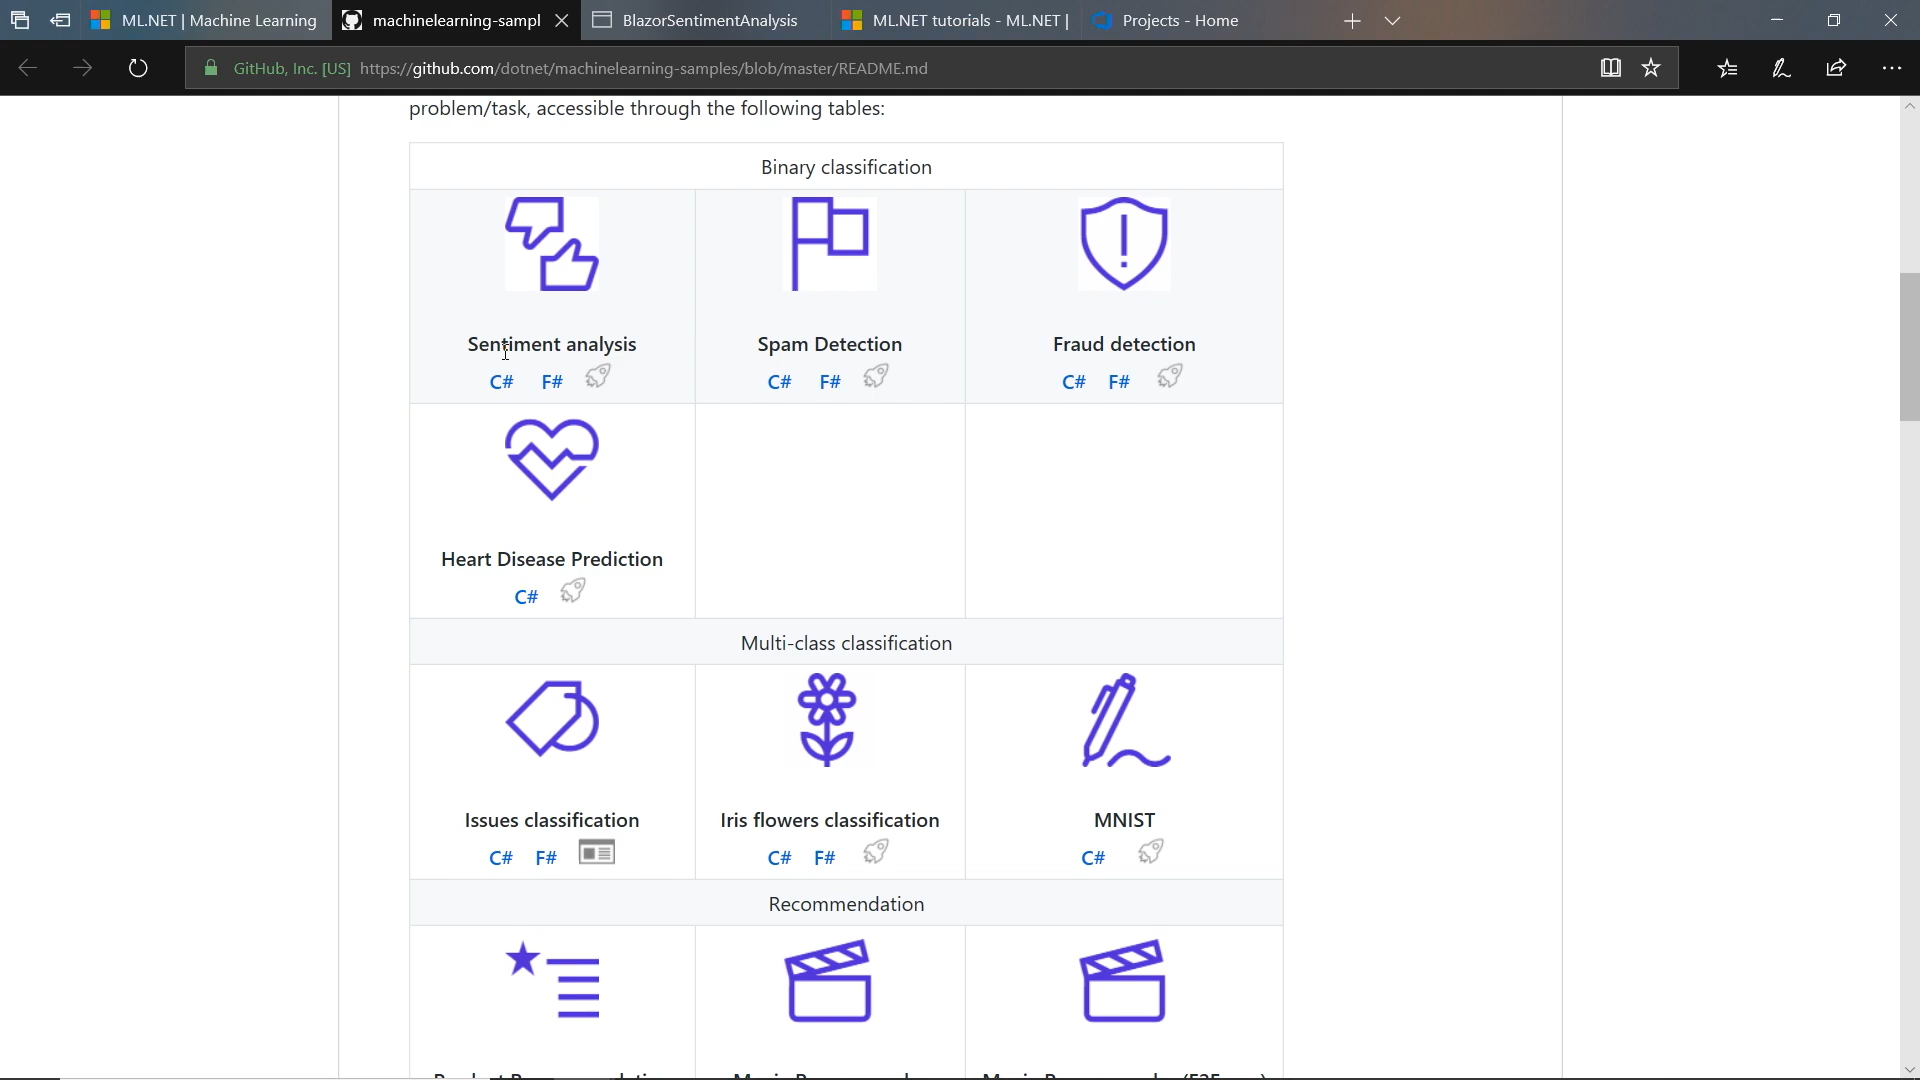 ML.NET | Machine Learning
machinelearning-sampl
BlazorSentimentAnalysis
ML.NET tutorials - ML.NET |
Projects - Home
GitHub, Inc. [US] https://github.com/dotnet/machinelearning-samples/blob/master/README.md
problem/task, accessible through the following tables:
Binary classification
Sentiment analysis
C# F#
Spam Detection
C# F#
Fraud detection
C# F#
Heart Disease Prediction
C#
Multi-class classification
Issues classification
C# F#
Iris flowers classification
C# F#
MNIST
C#
Recommendation